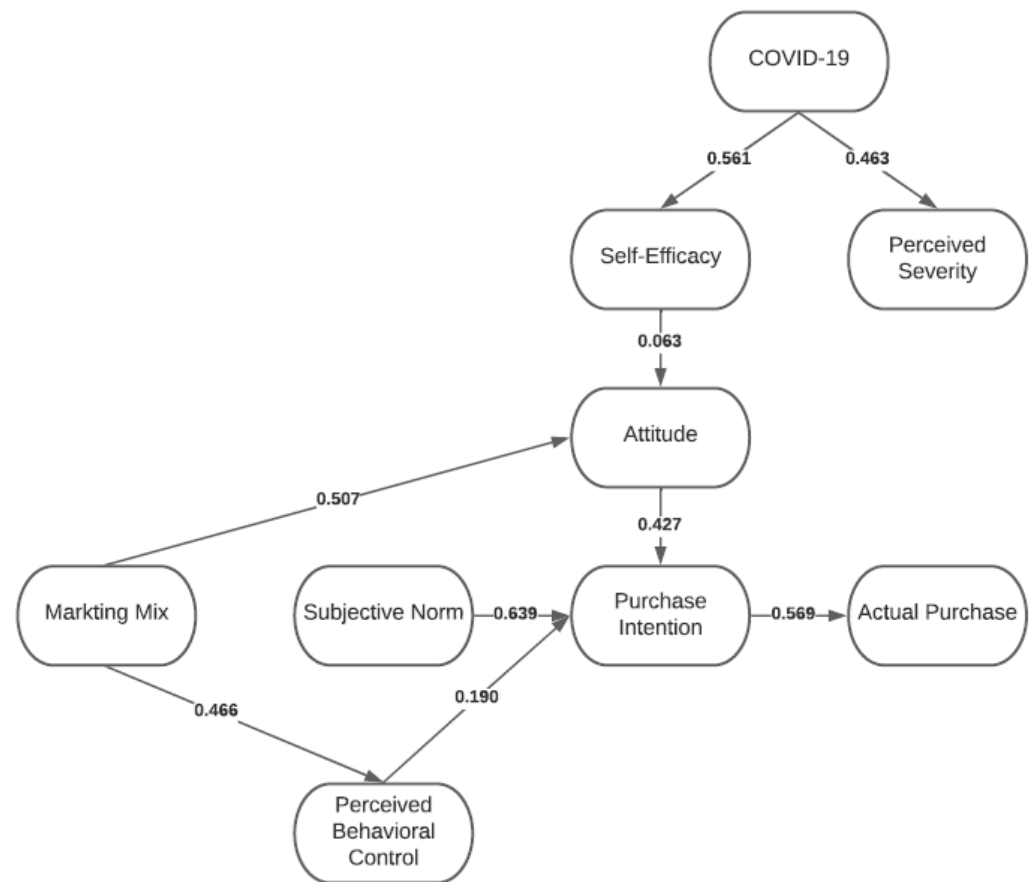 COVID-19
0.561
0.463
Self-Efficacy
Perceived
Severity
0.063
Attitude
0.507
0.427
Markting Mix
Subjective Norm
0.639
Purchase
Intention
0.569
Actual Purchase
0.466
0.190
Perceived
Behavioral
Control